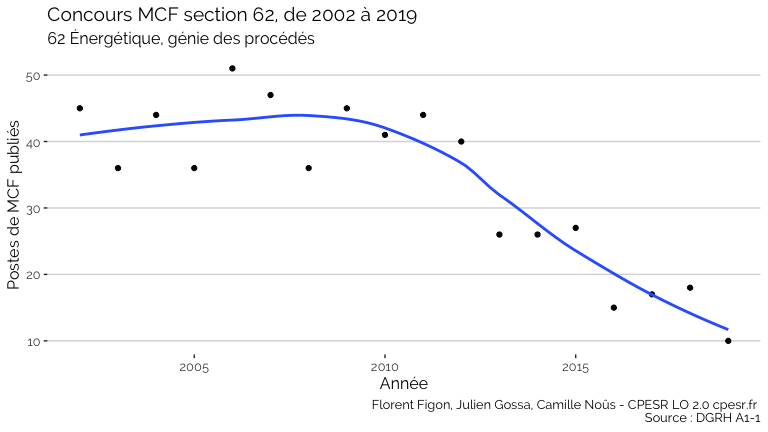 Concours MCF section 62, de 2002 à 2019
62 Énergétique, génie des procédés
Postes de MCF publiés
50
40
30
20
10
2005 2010 2015
Année
Florent Figon, Julien Gossa, Camille Noûs - CPESR LO 2.0 cpesr.fr
Source : DGRH A1-1